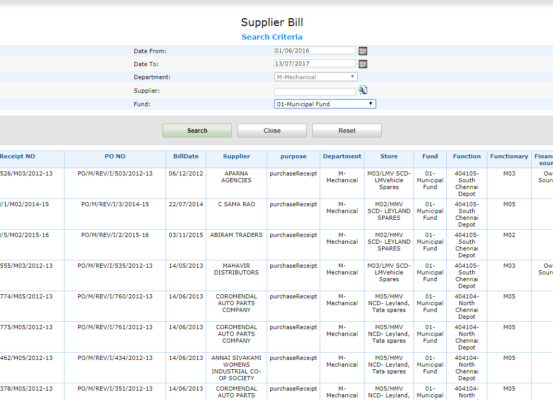 Supplier Bill
Search Criteria
Date From: 01/06/2016
Date To: 13/07/2017
Department: M-Mechanical
Supplier:
Fund: 01-Municipal Fund
Search Close Reset
Receipt NO PO NO BillDate Supplier purpose Department Store Fund Function Functionary Financ
sour
526/M03/2012-13 PO/M/REV/I/503/2012-13 06/12/2012 APARNA AGENCIES purchaseReceipt M-Mechanical M03/LMV SCD-LMVehicle Spares 01-Municipal Fund 404105-South Chennai Depot M03 Ow Sour
/1/M02/2014-15 PO/M/REV/I/3/2014-15 22/07/2014 C SAMA RAO purchaseReceipt M-Mechanical M02/HMV SCD- LEYLAND SPARES 01-Municipal Fund 404105-South Chennai Depot M05
/5/M02/2015-16 PO/M/REV/I/2/2015-16 03/11/2015 ABIRAM TRADERS purchaseReceipt M-Mechanical M02/HMV SCD- LEYLAND SPARES 01-Municipal Fund 404105-South Chennai Depot M02
555/M03/2012-13 PO/M/REV/I/535/2012-13 14/05/2013 MAHAVIR DISTRIBUTORS purchaseReceipt M-Mechanical M03/LMV SCD-LMVehicle Spares 01-Municipal Fund 404105-South Chennai Depot M03 Ow Sour
774/M05/2012-13 PO/M/REV/I/760/2012-13 14/06/2013 COROMENDAL AUTO PARTS COMPANY purchaseReceipt M-Mechanical M05/HMV NCD- Leyland, Tata spares 01-Municipal Fund 404104-North Chennai Depot M05
775/M05/2012-13 PO/M/REV/I/761/2012-13 14/06/2013 COROMENDAL AUTO PARTS COMPANY purchaseReceipt M-Mechanical M05/HMV NCD- Leyland, Tata spares 01-Municipal Fund 404104-North Chennai Depot M05
462/M05/2012-13 PO/M/REV/I/434/2012-13 14/06/2013 ANNAI SIVAKAMI WOMENS INDUSTRIAL CO-OP SOCIETY purchaseReceipt M-Mechanical M05/HMV NCD- Leyland, Tata spares 01-Municipal Fund 404104-North Chennai Depot M05
378/M05/2012-13 PO/M/REV/I/351/2012-13 14/06/2013 COROMENDAL AUTO PARTS purchaseReceipt M-Mechanical M05/HMV NCD- Leyland, 01-Municipal 404104-North M05